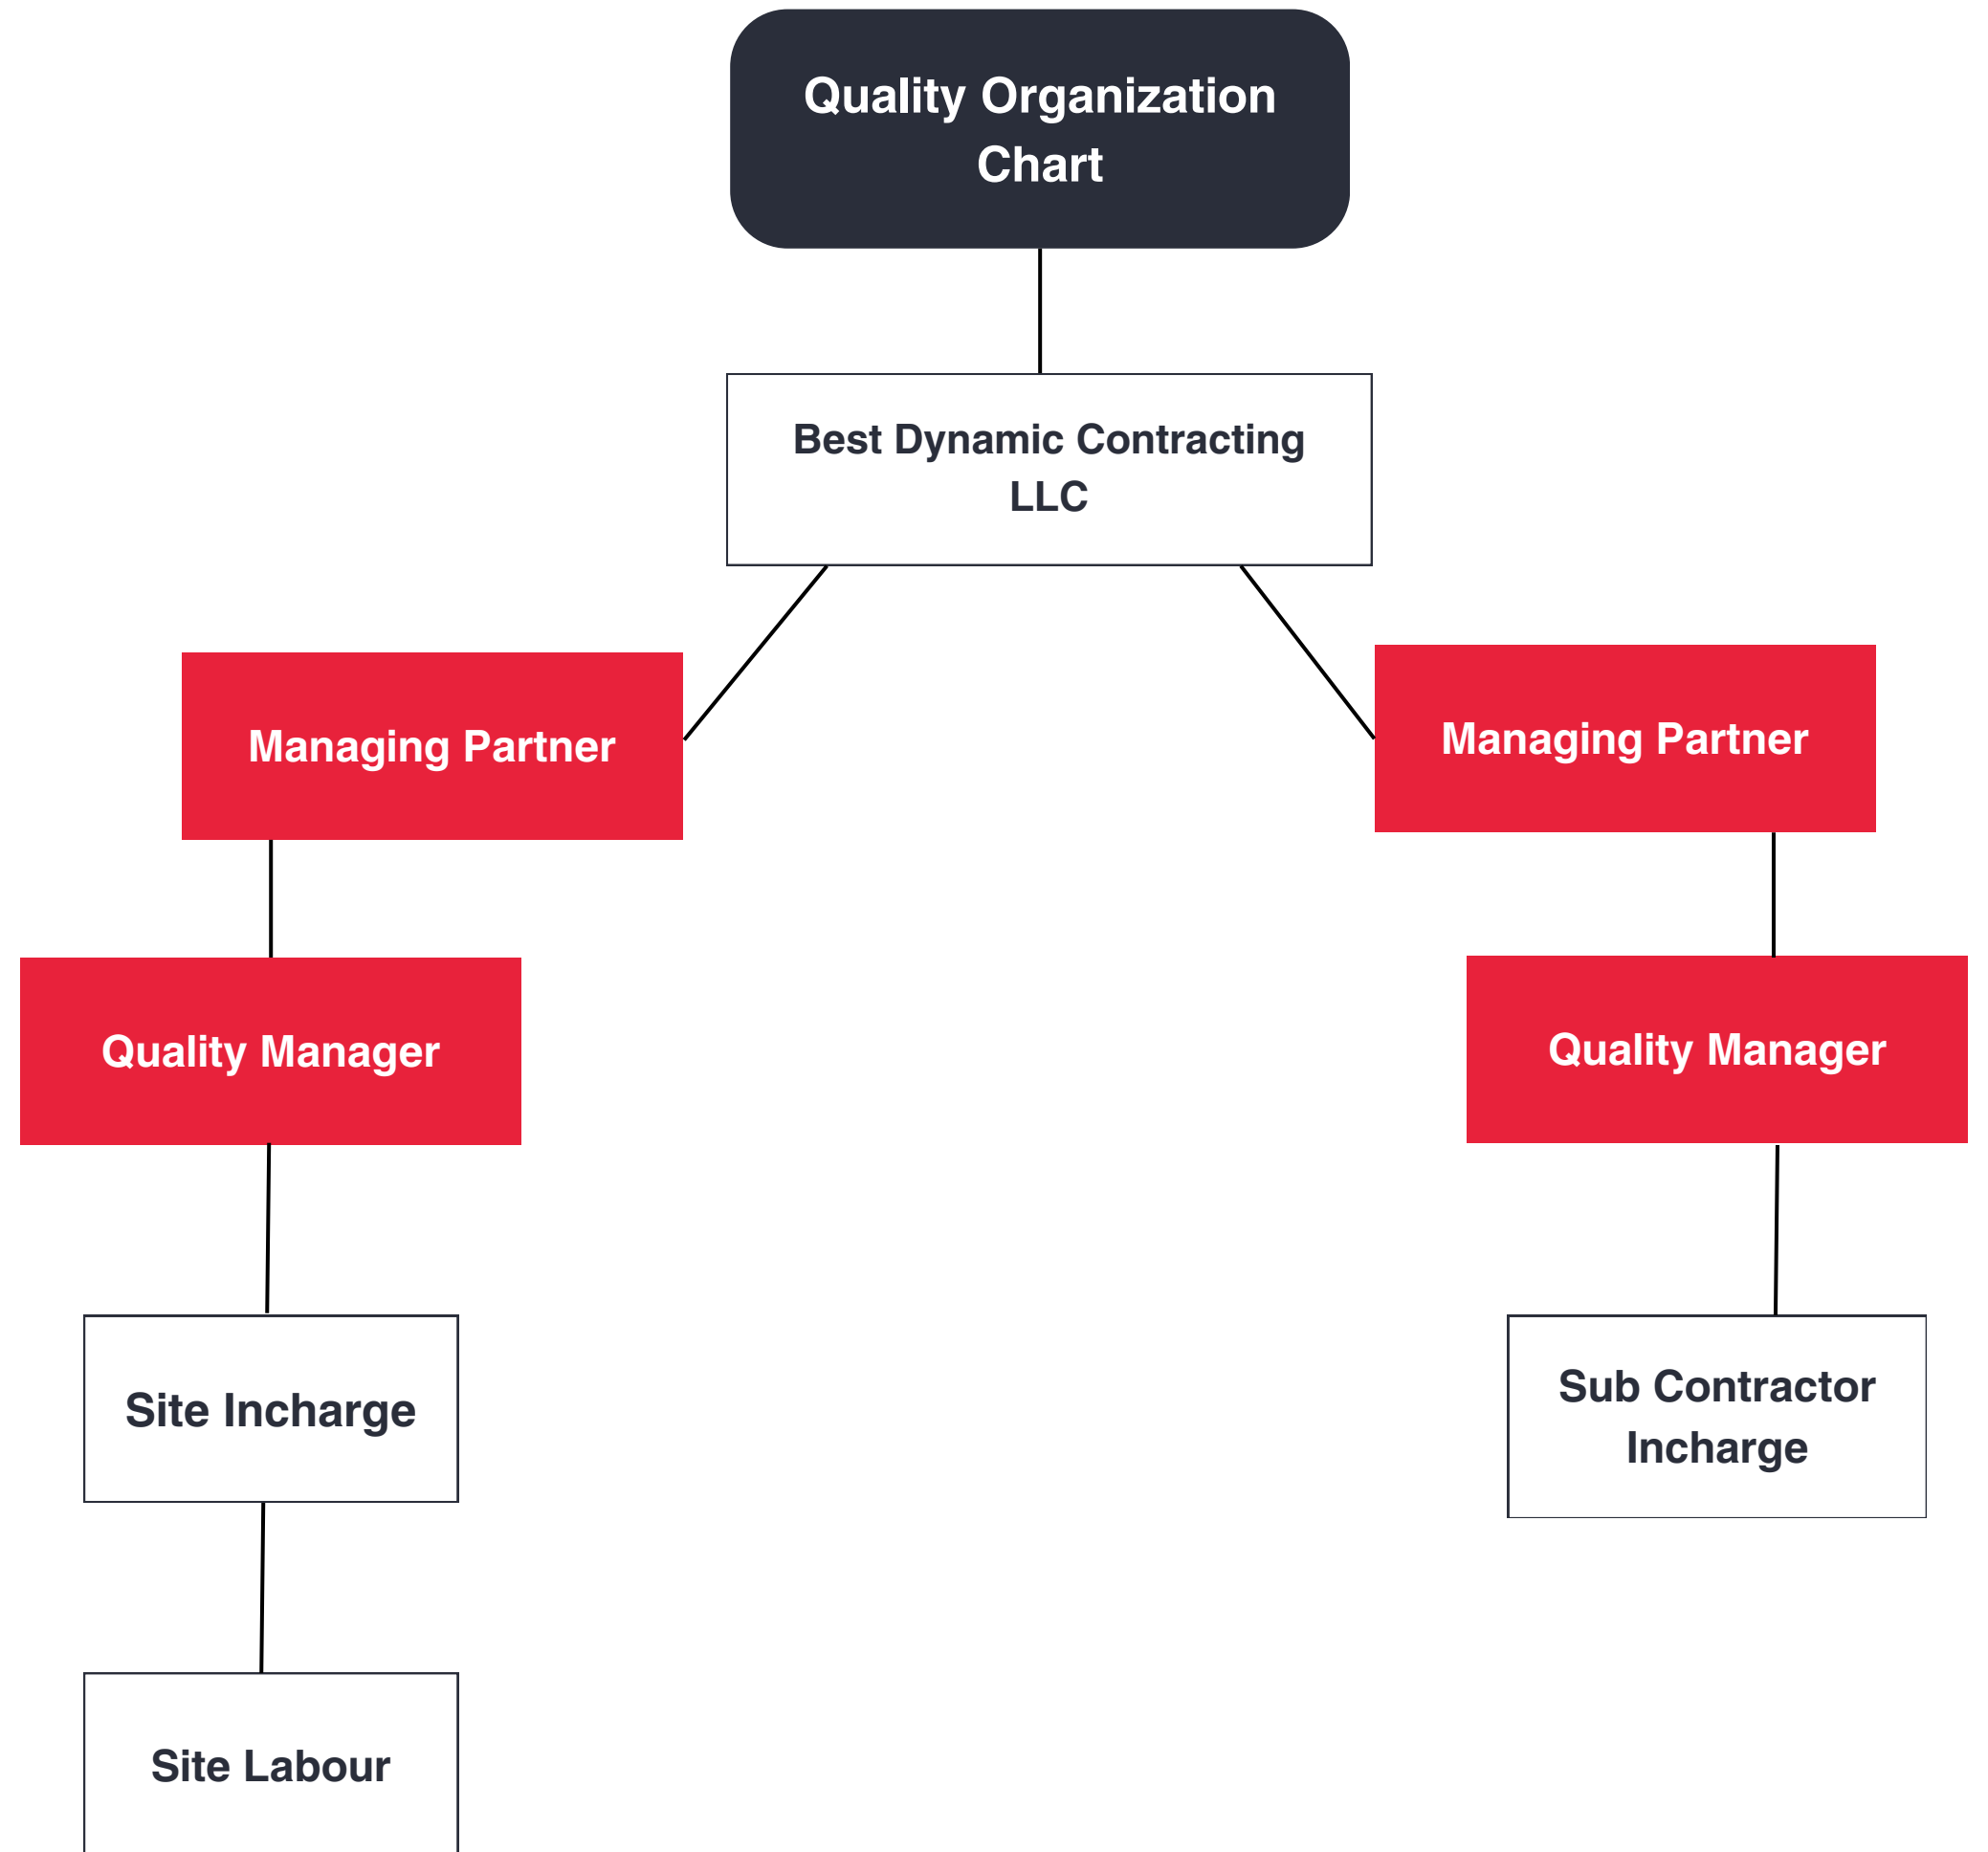 Quality Organization
Chart
Best Dynamic Contracting
LLC
Managing Partner
Managing Partner
Quality Manager
Quality Manager
Site Incharge
Sub Contractor
Incharge
Site Labour